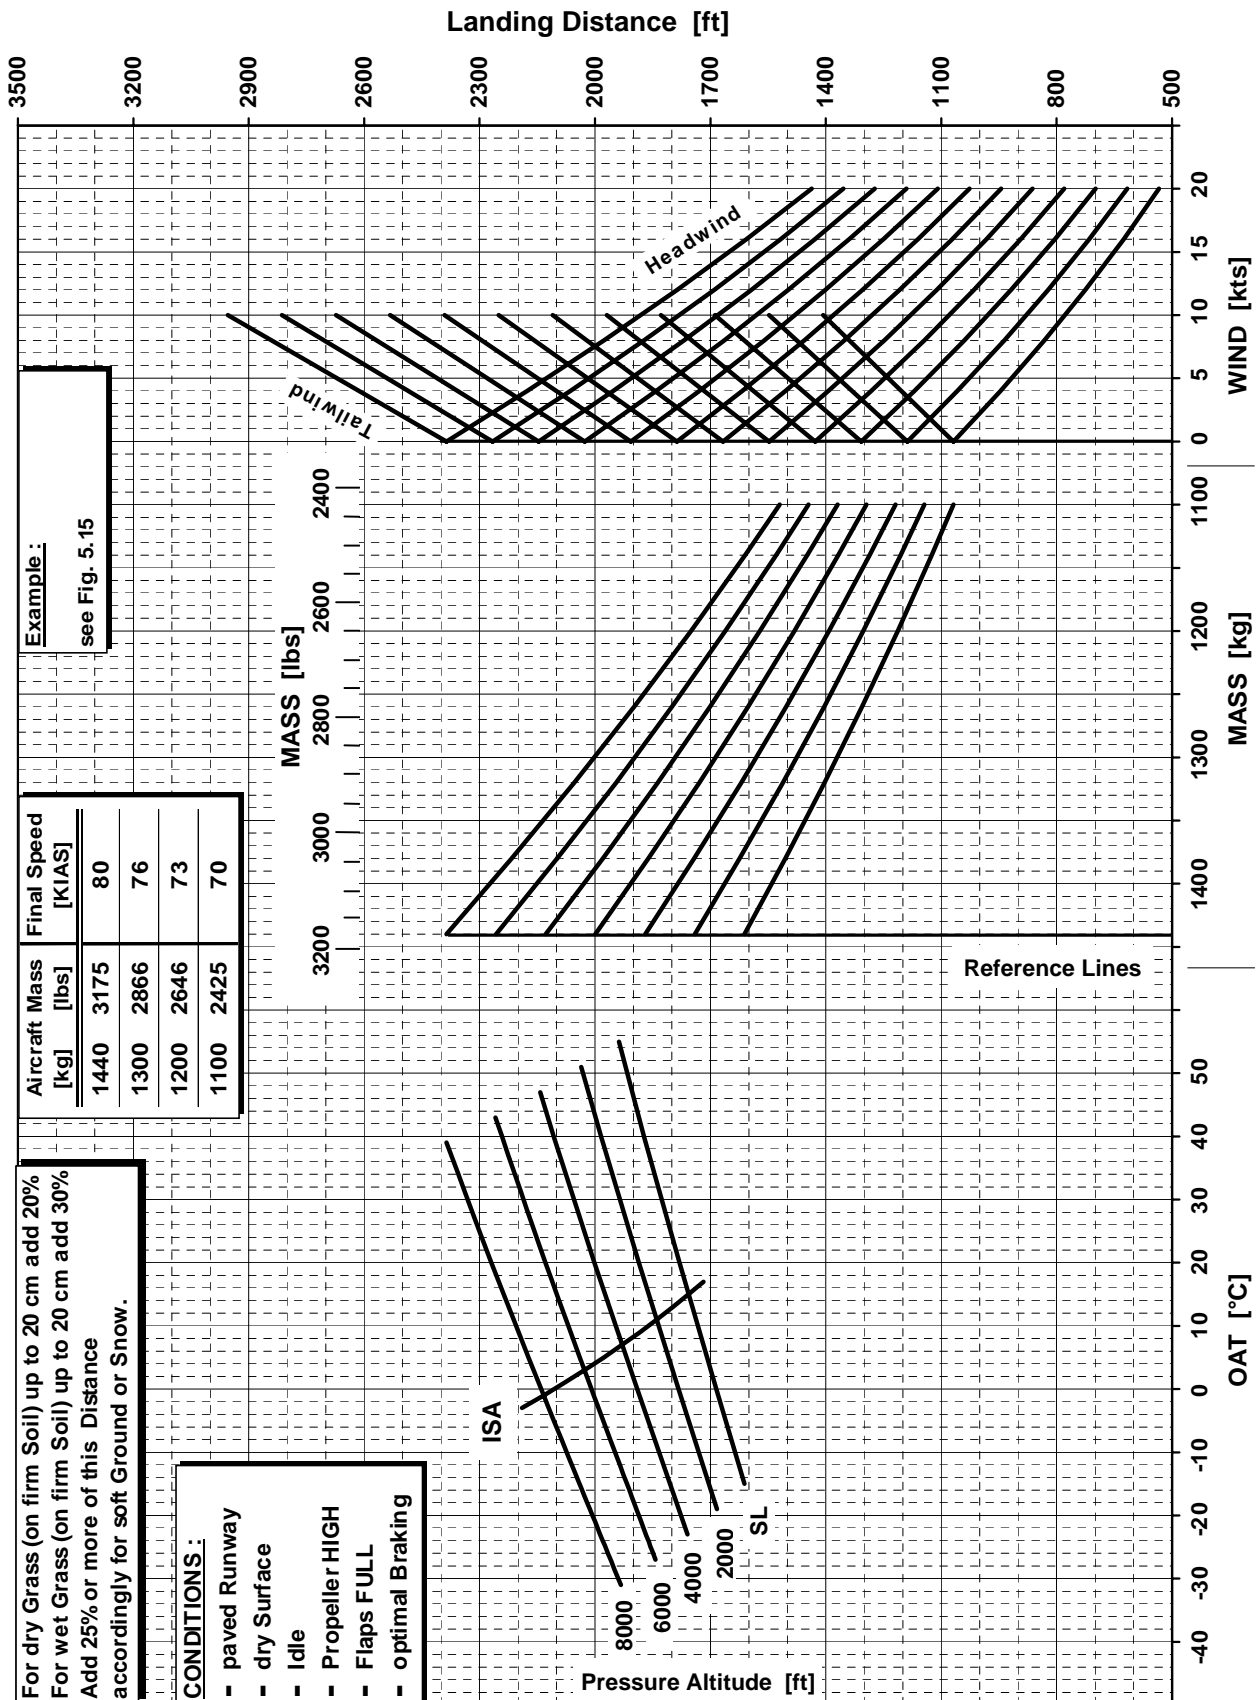 For dry Grass (on firm Soil) up to 20 cm add 20%
For wet Grass (on firm Soil) up to 20 cm add 30%
Add 25% or more of this Distance
accordingly for soft Ground or Snow.
CONDITIONS :
- paved Runway
- dry Surface
- Idle
- Propeller HIGH
- Flaps FULL
- optimal Braking
Aircraft Mass Final Speed
[kg] [lbs] [KIAS]
1440 3175 80
1300 2866 76
1200 2646 73
1100 2425 70
Example :
see Fig. 5.15
Landing Distance [ft]
3500
3200
2900
2600
2300
2000
1700
1400
1100
800
500
MASS [lbs]
3200 3000 2800 2600 2400
Tailwind
Headwind
ISA
8000
6000
4000
2000
SL
Pressure Altitude [ft]
Reference Lines
-40 -30 -20 -10 0 10 20 30 40 50
OAT [°C]
1400 1300 1200 1100
MASS [kg]
0 5 10 15 20
WIND [kts]